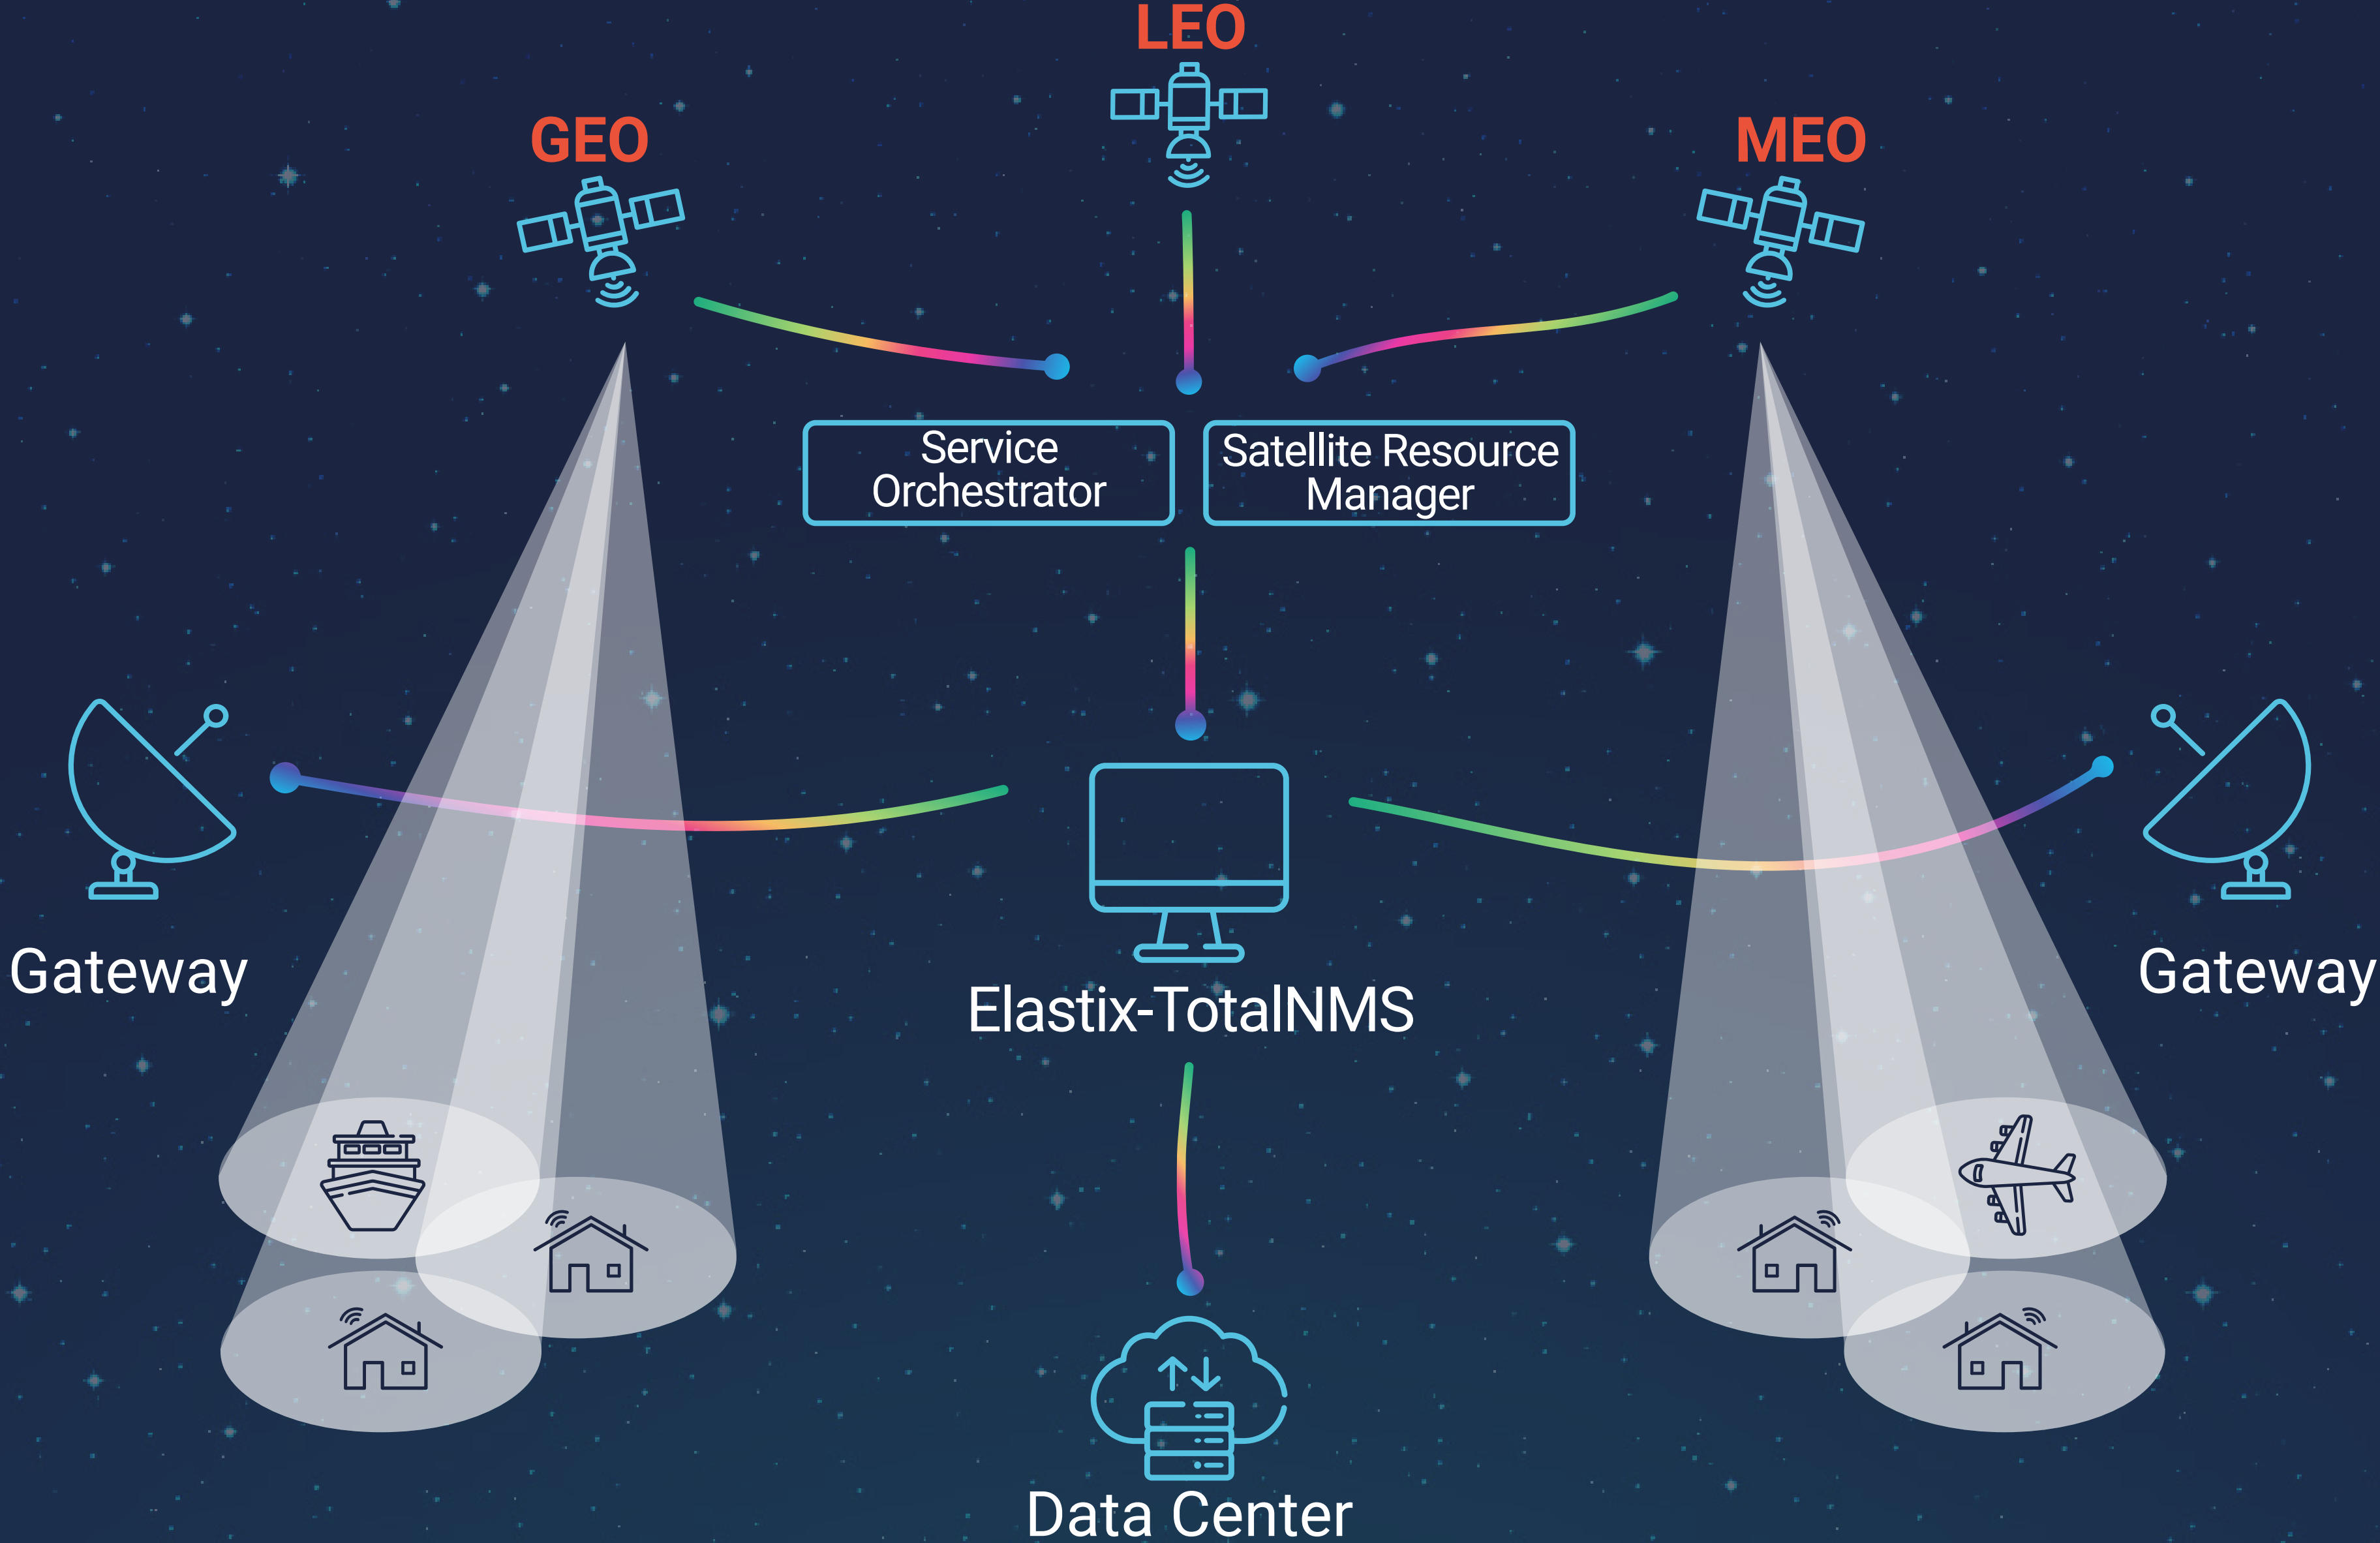 LEO
GEO
MEO
Service
Orchestrator
Satellite Resource
Manager
Gateway
Gateway
Elastix-TotalNMS
Data Center